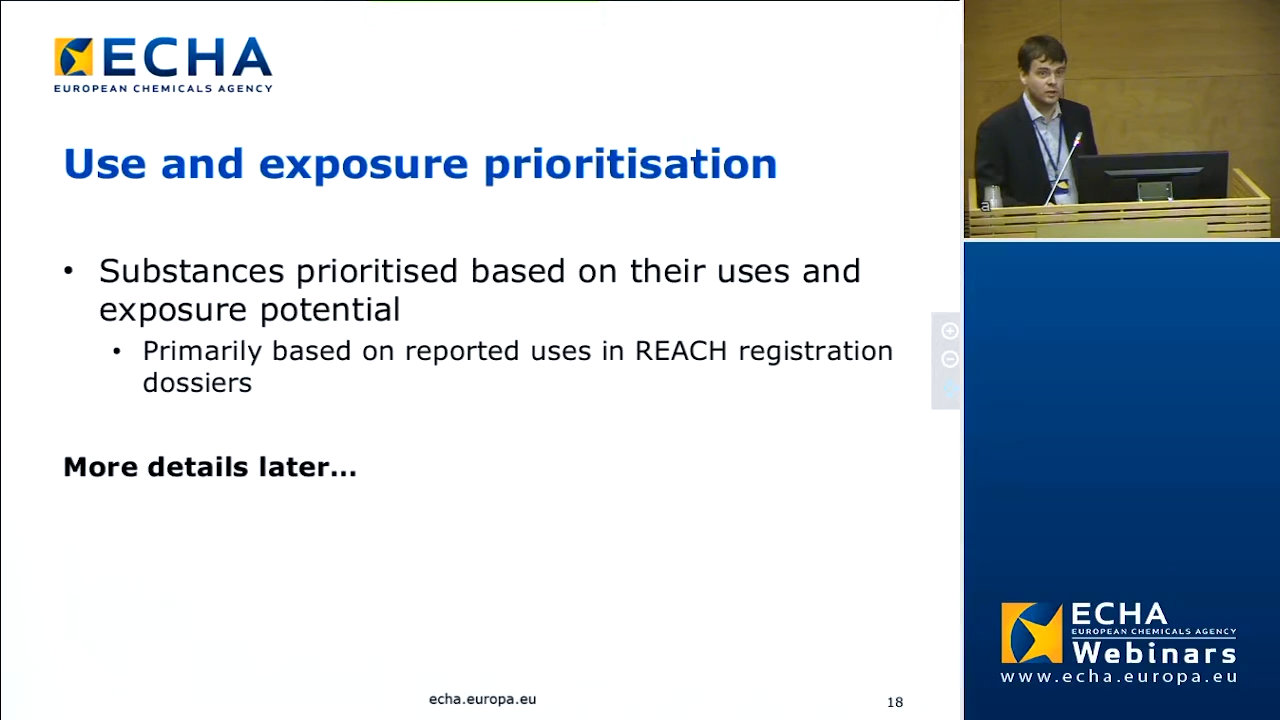 ECHA
EUROPEAN CHEMICALS AGENCY
Use and exposure prioritisation
• Substances prioritised based on their uses and
exposure potential
• Primarily based on reported uses in REACH registration
dossiers
More details later...
echa.europa.eu
18
a
ECHA
EUROPEAN CHEMICALS AGENCY
Webinars
www.echa.europa.eu